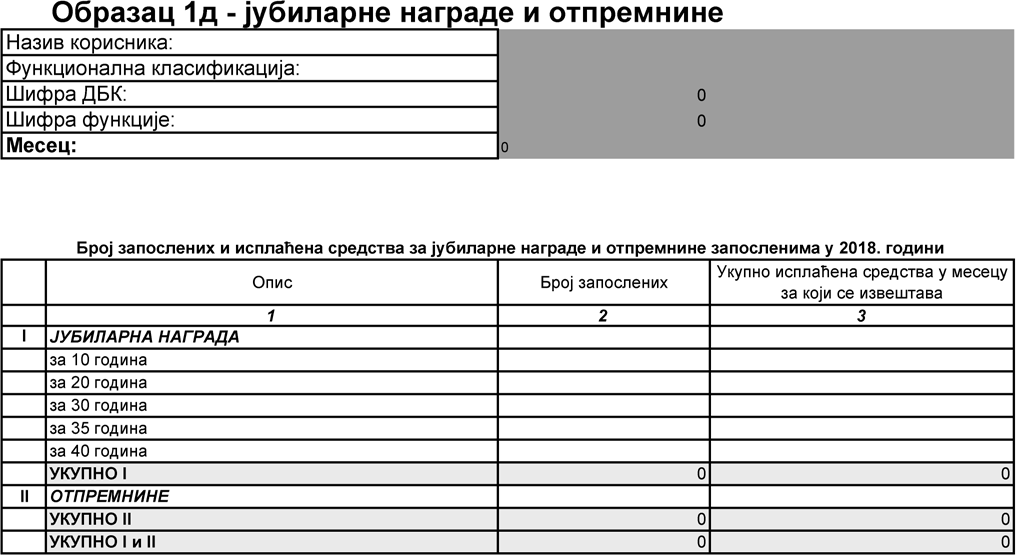 Образац 1д - јубиларне награде и отпремнине
Назив корисника:
Функционална класификација:
Шифра ДБК: 0
Шифра функције: 0
Месец: 0
Број запослених и исплаћена средства за јубиларне награде и отпремнине запосленима у 2018. години
Опис Број запослених Укупно исплаћена средства у месецу
за који се извештава
1 2 3
I ЈУБИЛАРНА НАГРАДА
за 10 година
за 20 година
за 30 година
за 35 година
за 40 година
УКУПНО I 0 0
II ОТПРЕМНИНЕ
УКУПНО II 0 0
УКУПНО I и II 0 0